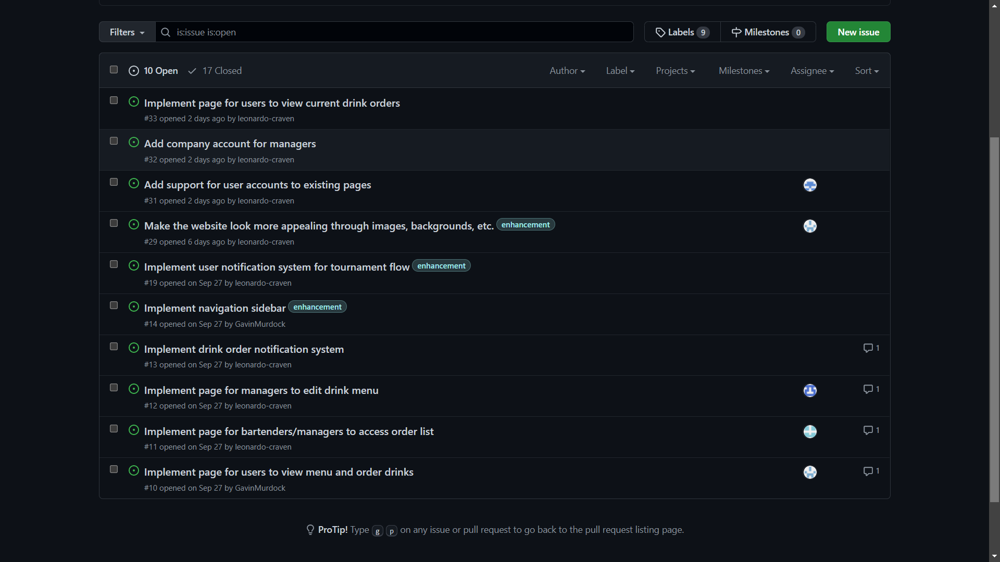 Filters is:issue is:open Labels 9 Milestones 0 New issue
10 Open 17 Closed Author Label Projects Milestones Assignee Sort
Implement page for users to view current drink orders
#33 opened 2 days ago by leonardo-craven
Add company account for managers
#32 opened 2 days ago by leonardo-craven
Add support for user accounts to existing pages
#31 opened 2 days ago by leonardo-craven
Make the website look more appealing through images, backgrounds, etc. enhancement
#29 opened 6 days ago by leonardo-craven
Implement user notification system for tournament flow enhancement
#19 opened on Sep 27 by leonardo-craven
Implement navigation sidebar enhancement
#14 opened on Sep 27 by GavinMurdock
Implement drink order notification system 1
#13 opened on Sep 27 by leonardo-craven
Implement page for managers to edit drink menu 1
#12 opened on Sep 27 by leonardo-craven
Implement page for bartenders/managers to access order list 1
#11 opened on Sep 27 by leonardo-craven
Implement page for users to view menu and order drinks 1
#10 opened on Sep 27 by GavinMurdock
ProTip! Type g p on any issue or pull request to go back to the pull request listing page.